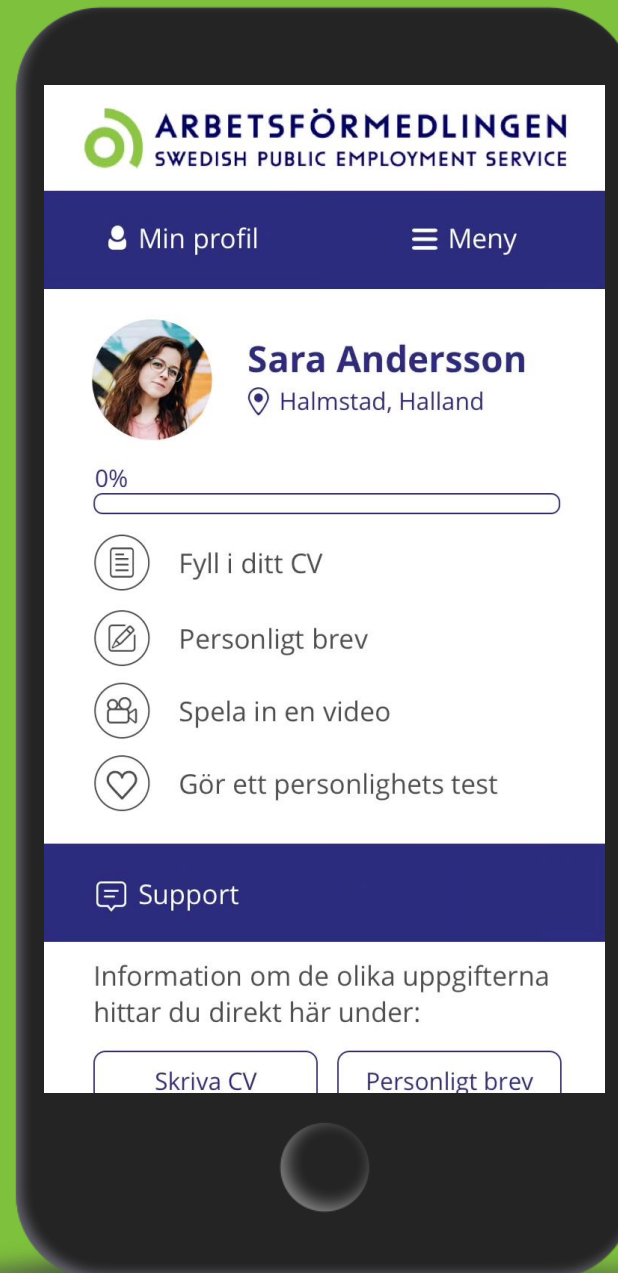 ARBETSFÖRMEDLINGEN
SWEDISH PUBLIC EMPLOYMENT SERVICE
Min profil
Meny
Sara Andersson
Halmstad, Halland
0%
Fyll i ditt CV
Personligt brev
Spela in en video
Gör ett personlighets test
Support
Information om de olika uppgifterna
hittar du direkt här under:
Skriva CV
Personligt brev